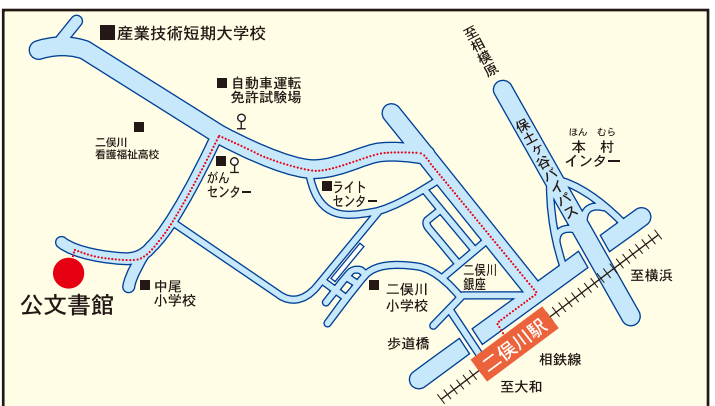 産業技術短期大学校
至相模原
自動車運転
免許試験場
保土ヶ谷バイパス
ほん むら
本 村
インター
二俣川
看護福祉高校
がん
センター
ライト
センター
公文書館
中尾
小学校
二俣川
小学校
二俣川
銀座
至横浜
歩道橋
二俣川駅
相鉄線
至大和